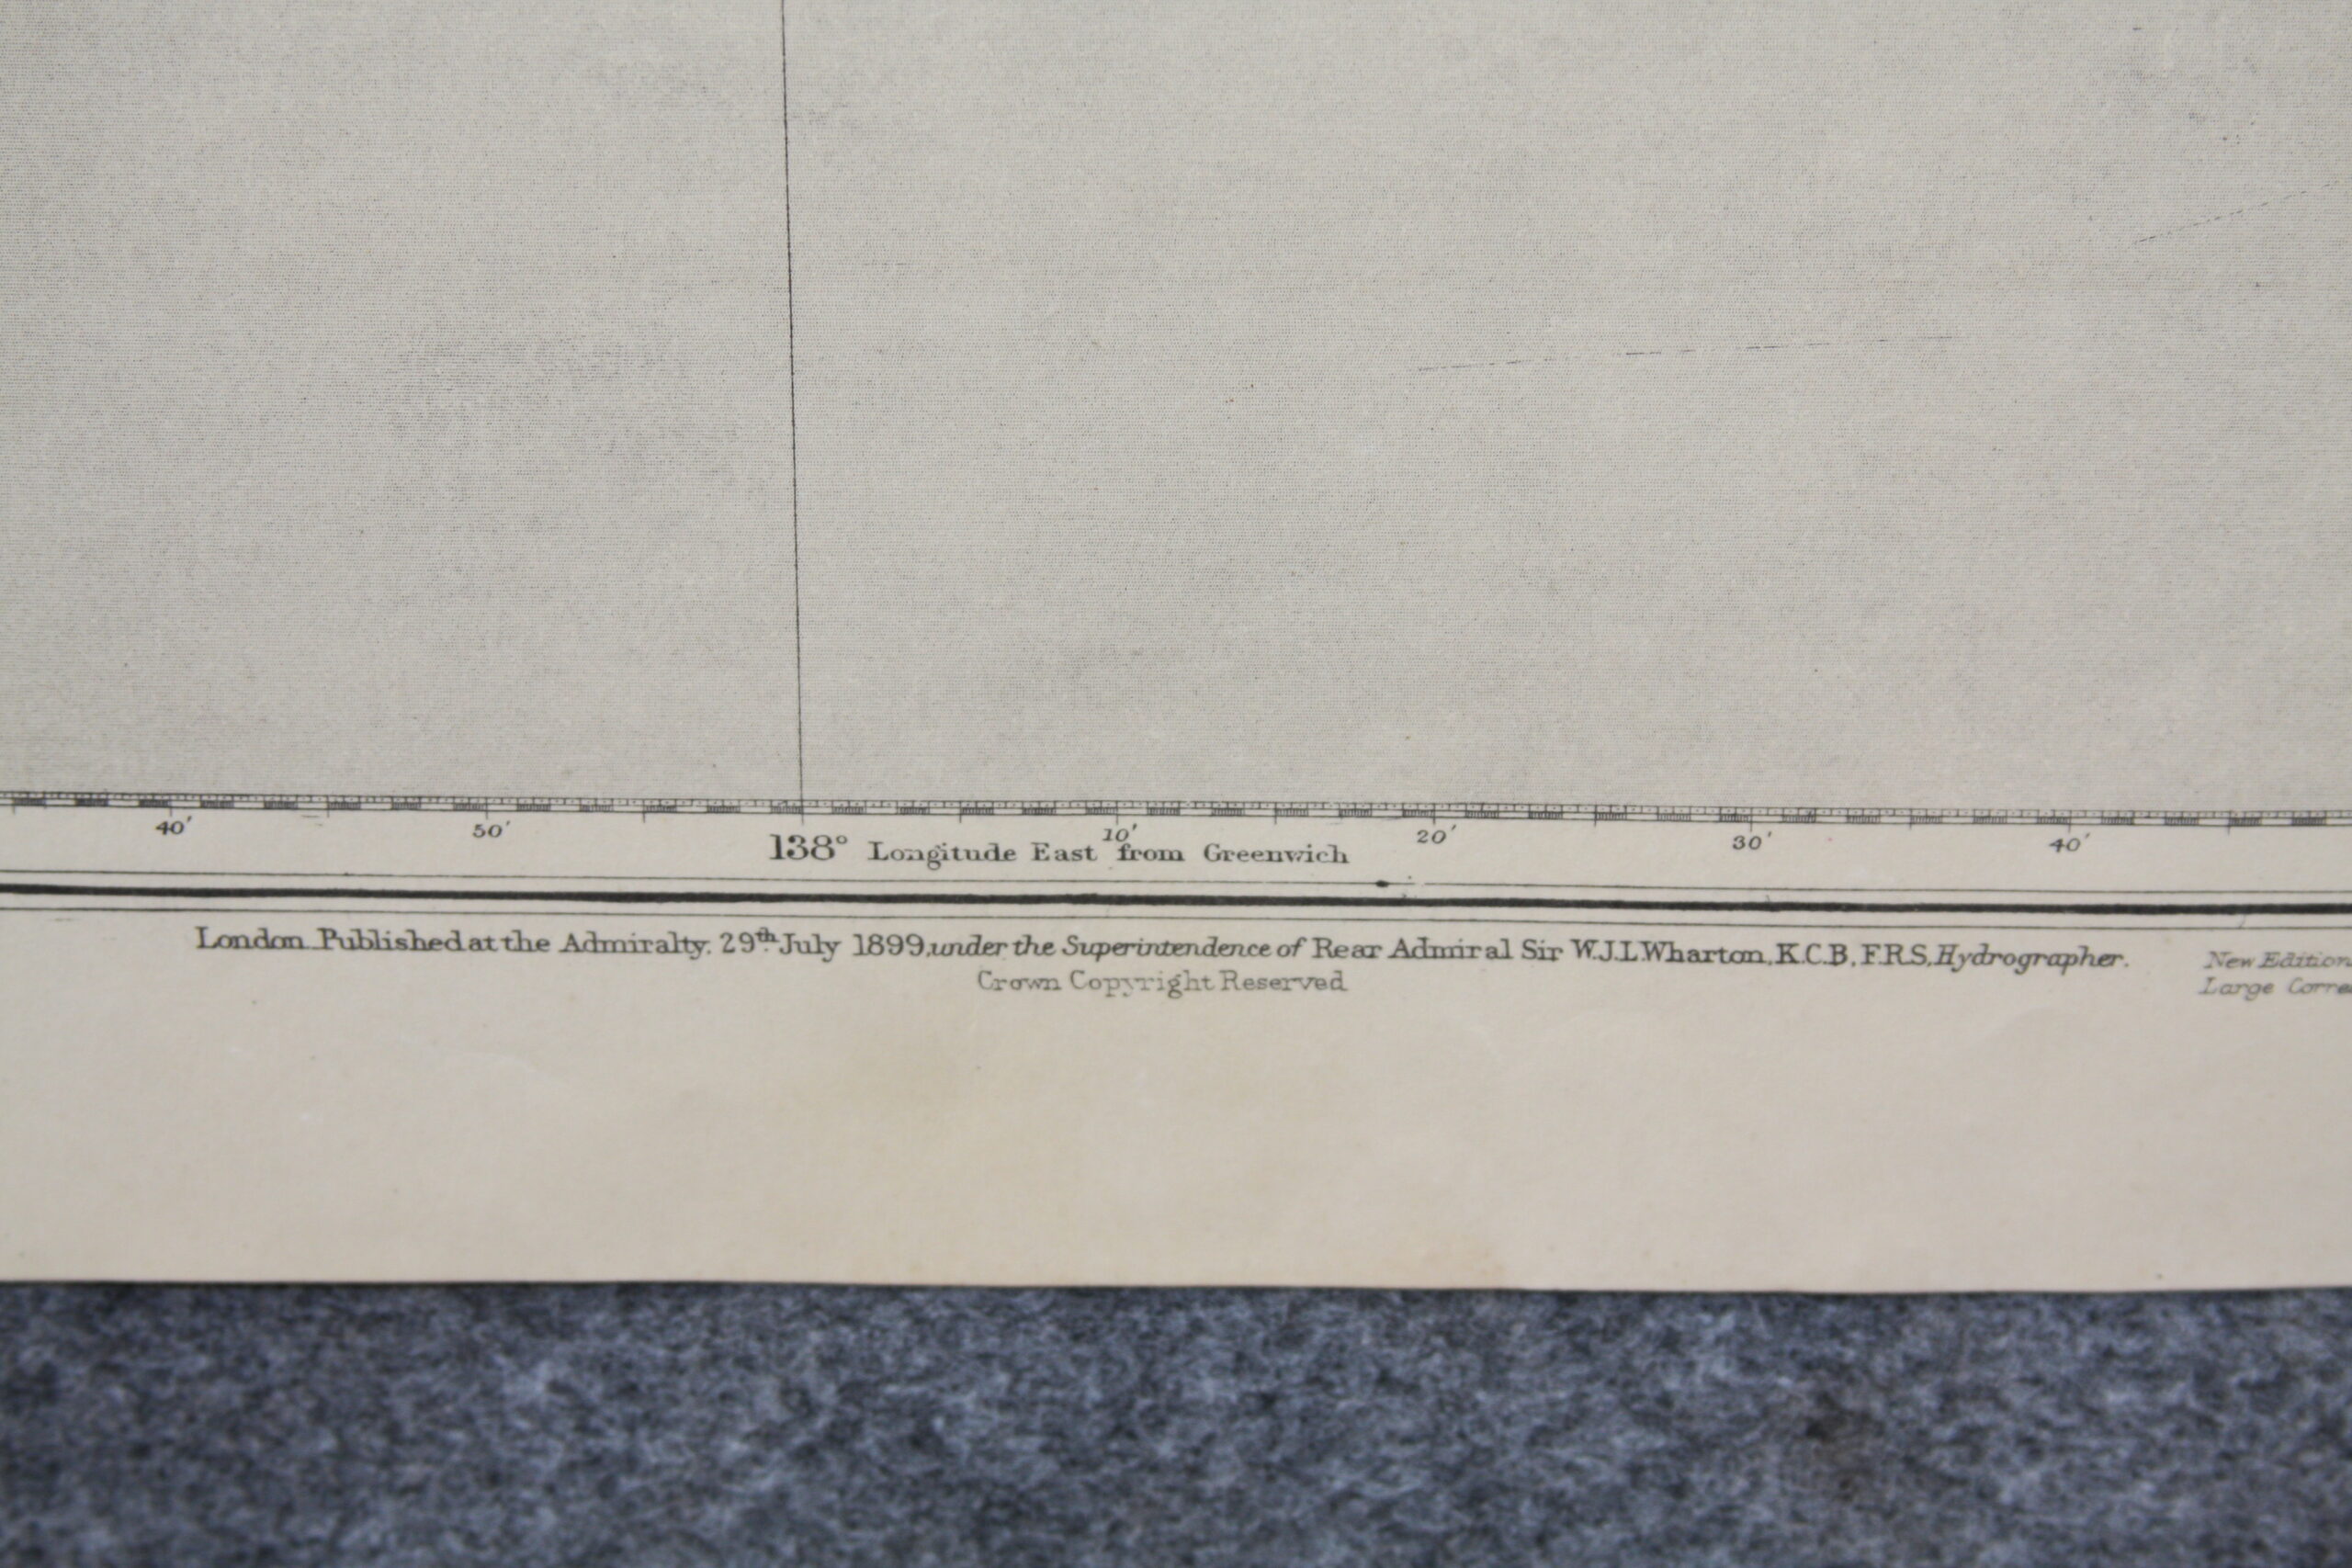 40′ 50′ 10′ 20′ 30′ 40′
138° Longitude East from Greenwich
London Published at the Admiralty. 29th July 1899, under the Superintendence of Rear Admiral Sir W.J.L. Wharton, K.C.B., F.R.S, Hydrographer. New Edition
Crown Copyright Reserved Large